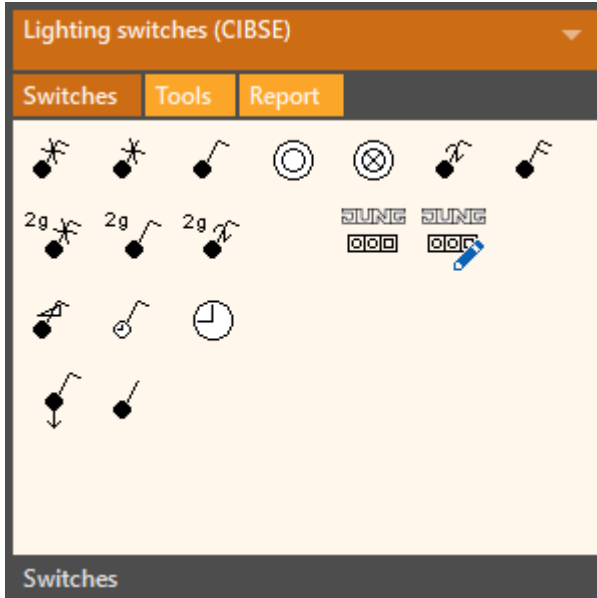 Lighting switches (CIBSE)
Switches Tools Report
2g 2g 2g JUNG JUNG
Switches